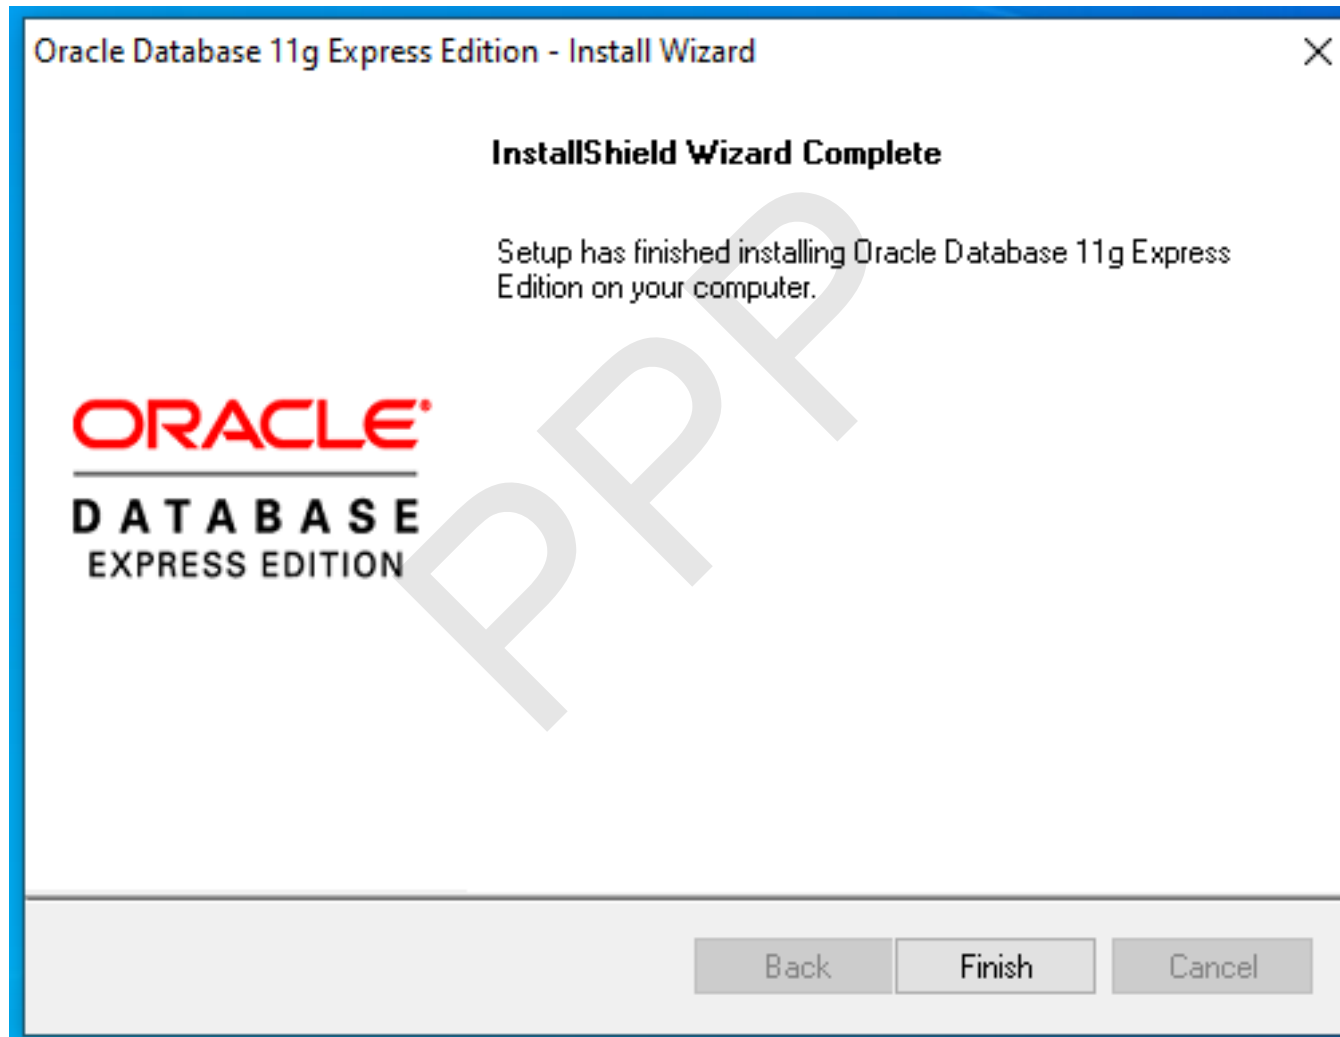 Oracle Database 11g Express Edition - Install Wizard
InstallShield Wizard Complete
Setup has finished installing Oracle Database 11g Express
Edition on your computer.
ORACLE
DATABASE
EXPRESS EDITION
PPP
Back
Finish
Cancel